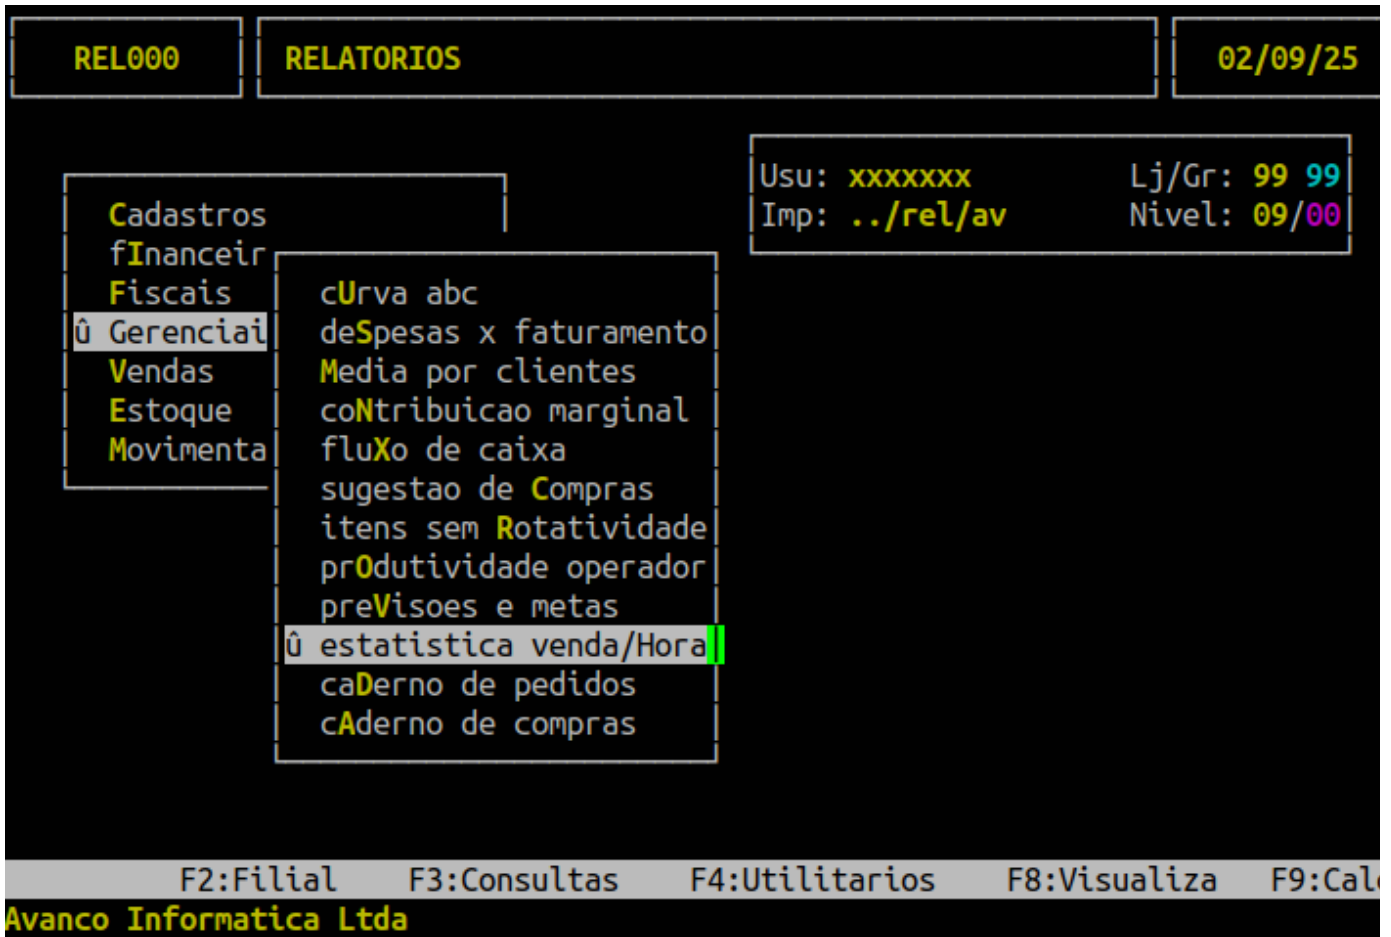 REL000 RELATORIOS 02/09/25
Usu: xxxxxxx Lj/Gr: 99 99
Imp: ../rel/av Nivel: 09/00
Cadastros
fInanceir
Fiscais
û Gerenciai
Vendas
Estoque
Movimenta
cUrva abc
deSpesas x faturamento
Media por clientes
coNtribuicao marginal
fluXo de caixa
sugestao de Compras
itens sem Rotatividade
prOdutividade operador
preVisoes e metas
û estatistica venda/Hora
caDerno de pedidos
cAderno de compras
F2:Filial F3:Consultas F4:Utilitarios F8:Visualiza F9:Calc
Avanco Informatica Ltda